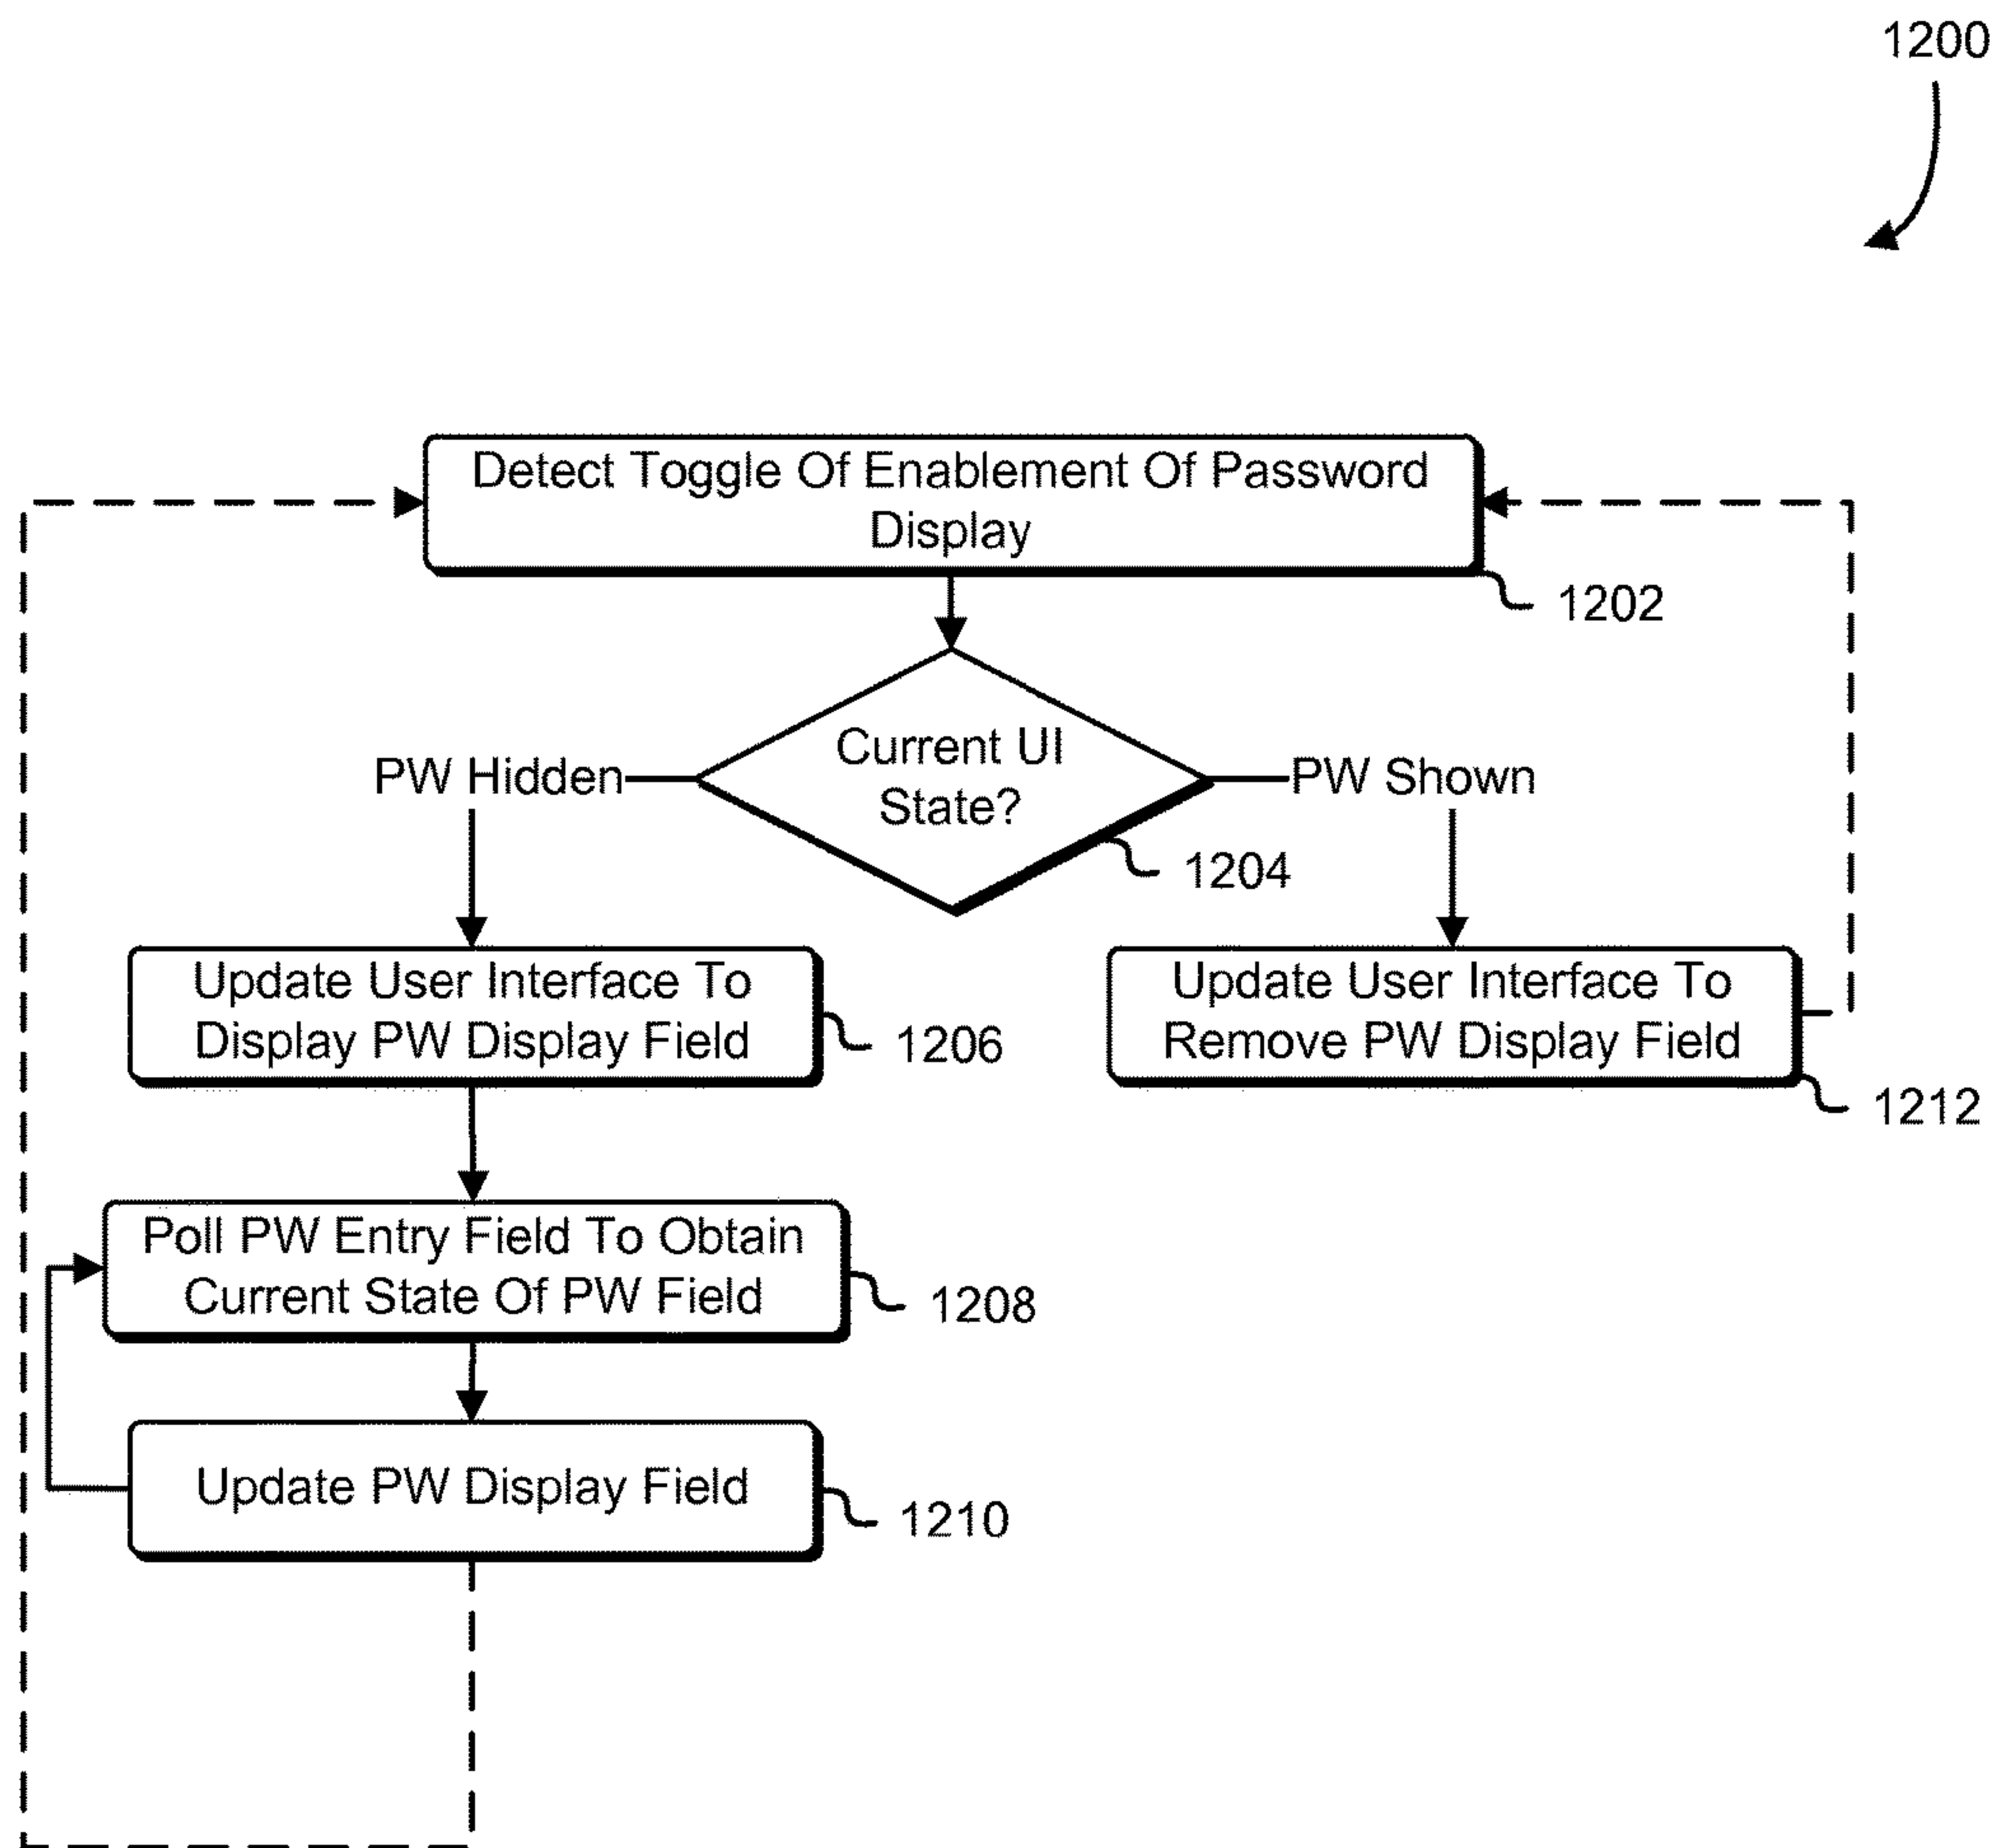 1200
Detect Toggle Of Enablement Of Password
Display
1202
Current UI
State?
PW Hidden
PW Shown
1204
Update User Interface To
Display PW Display Field
1206
Update User Interface To
Remove PW Display Field
1212
Poll PW Entry Field To Obtain
Current State Of PW Field
1208
Update PW Display Field
1210